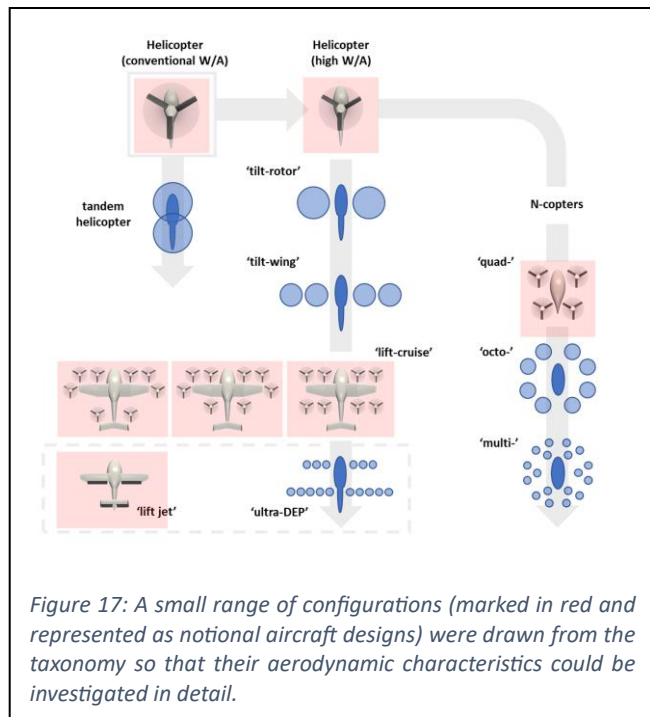 Helicopter
(conventional W/A)
Helicopter
(high W/A)
tandem
helicopter
'tilt-rotor'
'tilt-wing'
N-copters
'quad-'
'lift-cruise'
'octo-'
'multi-'
'lift jet'
'ultra-DEP'
Figure 17: A small range of configurations (marked in red and
represented as notional aircraft designs) were drawn from the
taxonomy so that their aerodynamic characteristics could be
investigated in detail.